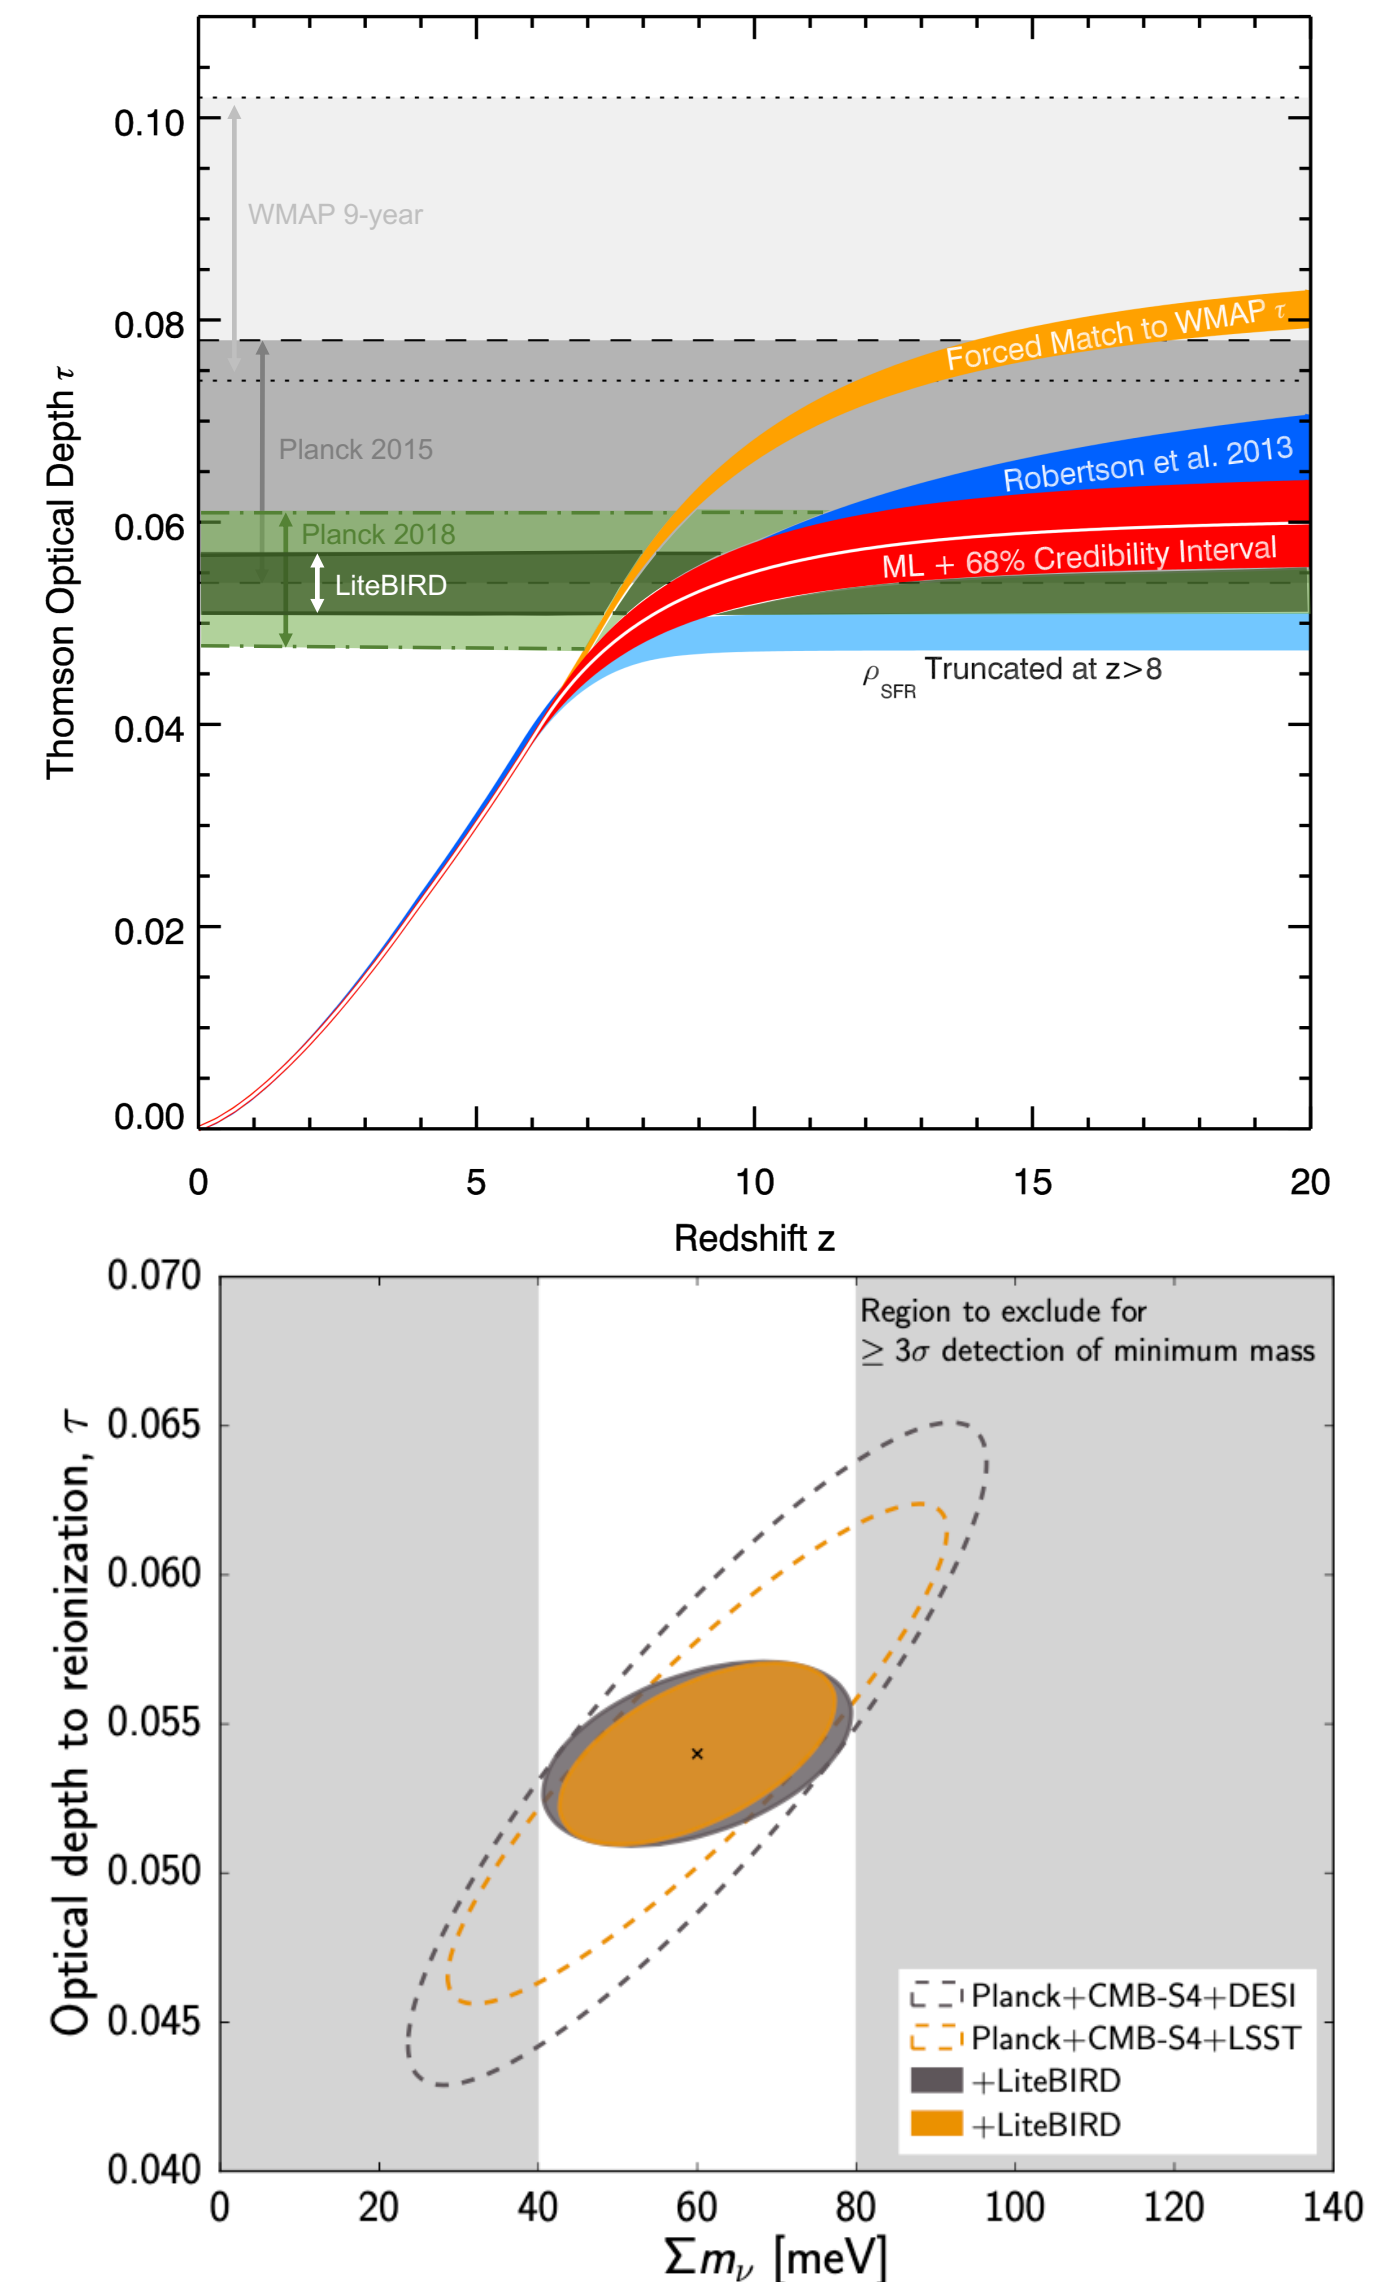 0.10
WMAP 9-year
0.08
Forced Match to WMAP τ
Planck 2015
Robertson et al. 2013
Thomson Optical Depth τ
0.06
Planck 2018
ML + 68% Credibility Interval
LiteBIRD
ρSFR Truncated at z>8
0.04
0.02
0.00
0 5 10 15 20
Redshift z
0.070
Region to exclude for
≥ 3σ detection of minimum mass
0.065
0.060
Optical depth to reionization, τ
0.055
0.050
0.045
0.040
Planck+CMB-S4+DESI
Planck+CMB-S4+LSST
+LiteBIRD
+LiteBIRD
0 20 40 60 80 100 120 140
Σmν [meV]